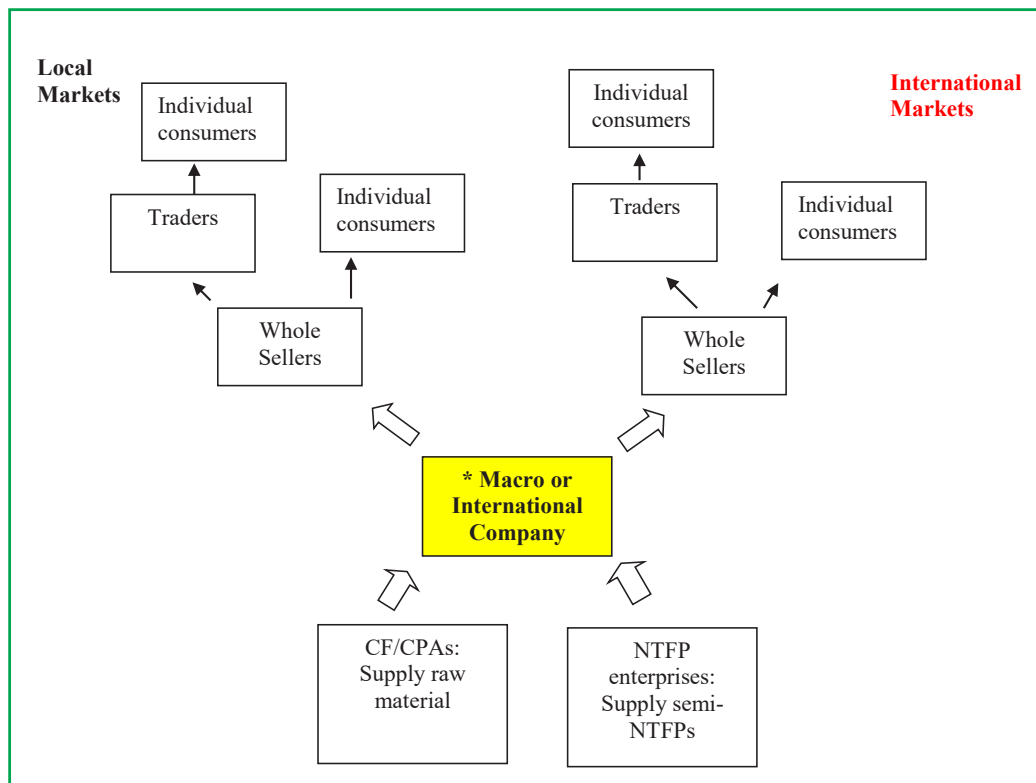 Local
Markets
Individual
consumers
Traders
Individual
consumers
Whole
Sellers
Individual
consumers
International
Markets
Traders
Individual
consumers
Whole
Sellers
* Macro or
International
Company
CF/CPAs:
Supply raw
material
NTFP
enterprises:
Supply semi-
NTFPs